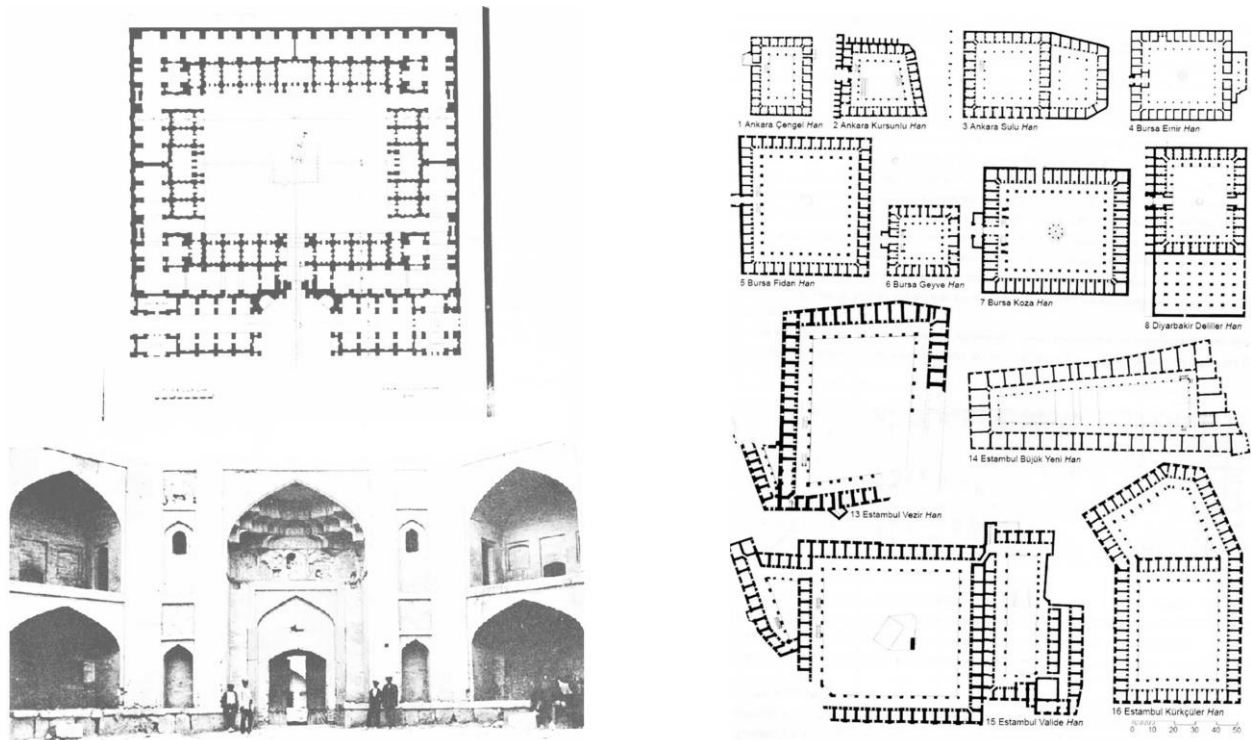 1 Ankara Çengel Han
2 Ankara Kursunlu Han
3 Ankara Sulu Han
4 Bursa Emir Han
5 Bursa Fidan Han
6 Bursa Geyve Han
7 Bursa Koza Han
8 Diyarbakir Deliller Han
13 Estambul Vezir Han
14 Estambul Büjük Yeni Han
15 Estambul Valide Han
16 Estambul Kürkçüler Han
0 10 20 30 40 50